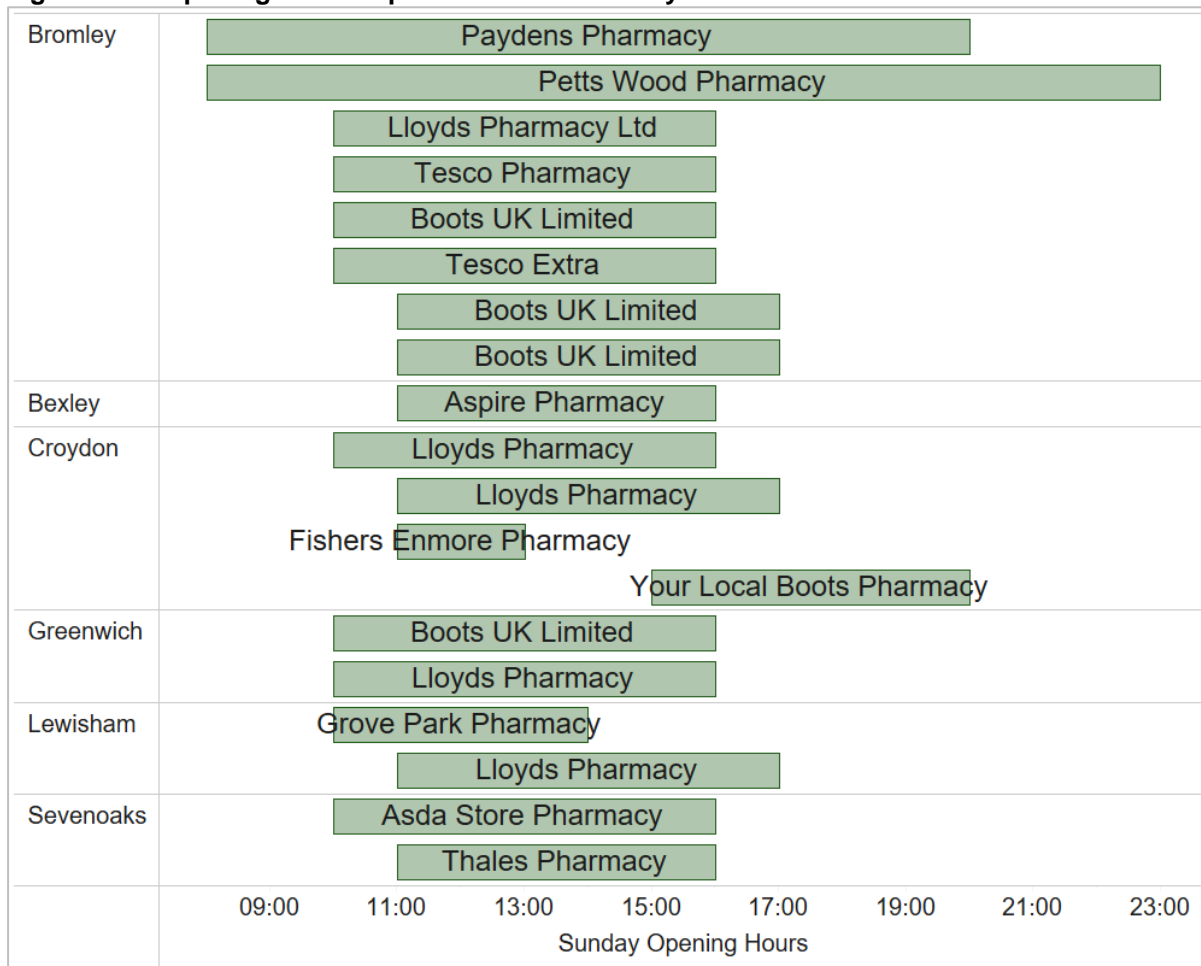 Bromley
Paydens Pharmacy
Petts Wood Pharmacy
Lloyds Pharmacy Ltd
Tesco Pharmacy
Boots UK Limited
Tesco Extra
Boots UK Limited
Boots UK Limited
Bexley
Aspire Pharmacy
Croydon
Lloyds Pharmacy
Lloyds Pharmacy
Fishers Enmore Pharmacy
Your Local Boots Pharmacy
Greenwich
Boots UK Limited
Lloyds Pharmacy
Lewisham
Grove Park Pharmacy
Lloyds Pharmacy
Sevenoaks
Asda Store Pharmacy
Thales Pharmacy
09:00 11:00 13:00 15:00 17:00 19:00 21:00 23:00
Sunday Opening Hours